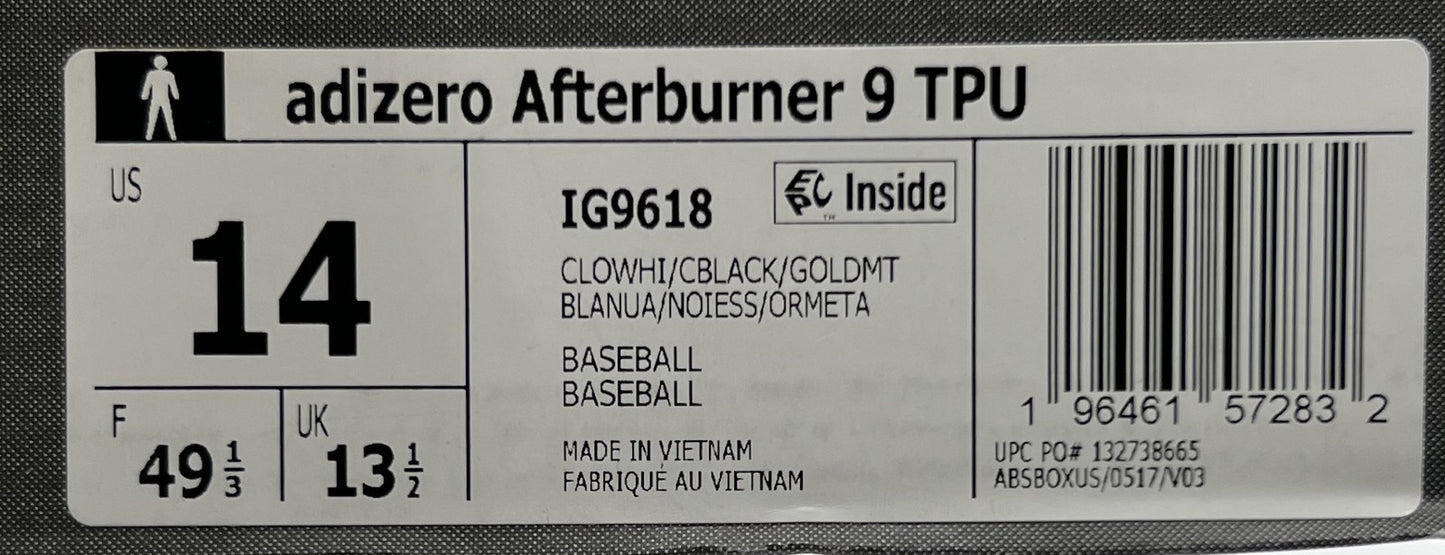 adizero Afterburner 9 TPU
US
14
F
49 1/3
UK
13 1/2
IG9618
EPC Inside
TM
CLOWHI/CBLACK/GOLDMT
BLANUA/NOIESS/ORMETA
BASEBALL
BASEBALL
MADE IN VIETNAM
FABRIQUÉ AU VIETNAM
1 96461 57283 2
UPC PO# 132738665
ABSBOXUS/0517/V03